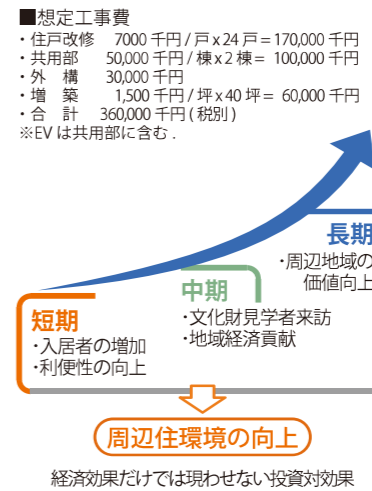 ■想定工事費
・住戸改修　7000 千円 / 戸 x 24 戸 = 170,000 千円
・共用部　50,000 千円 / 棟 x 2 棟 = 100,000 千円
・外　構　30,000 千円
・増　築　1,500 千円 / 坪 x 40 坪 = 60,000 千円
・合　計　360,000 千円 ( 税別 )
※EV は共用部に含む .
長期
・周辺地域の
価値向上
中期
・文化財見学者来訪
・地域経済貢献
短期
・入居者の増加
・利便性の向上
周辺住環境の向上
経済効果だけでは現わせない投資対効果